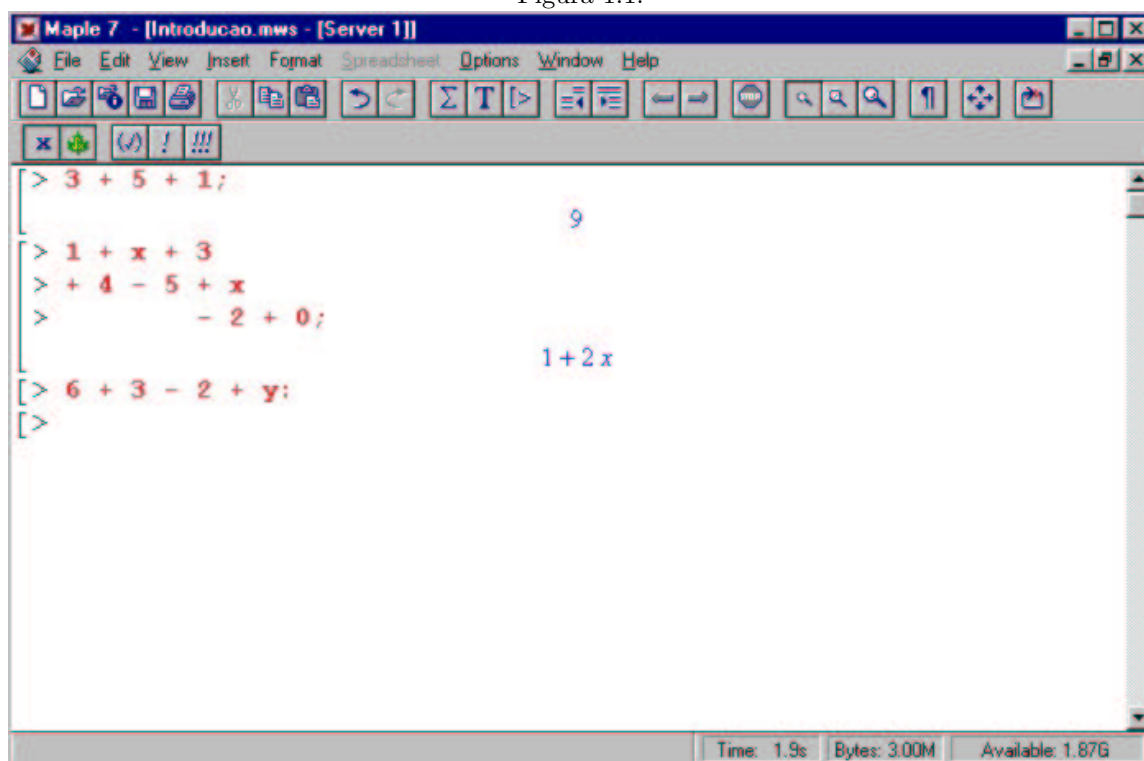 Figura 1.1:
Maple 7 - [Introducao.mws - [Server 1]]
File Edit View Insert Format Spreadsheet Options Window Help
Σ T [>
STOP
¶
x (√) ! !!!
[> 3 + 5 + 1;
9
[> 1 + x + 3
> + 4 - 5 + x
> - 2 + 0;
1 + 2 x
[> 6 + 3 - 2 + y:
[>
Time: 1.9s Bytes: 3.00M Available: 1.87G